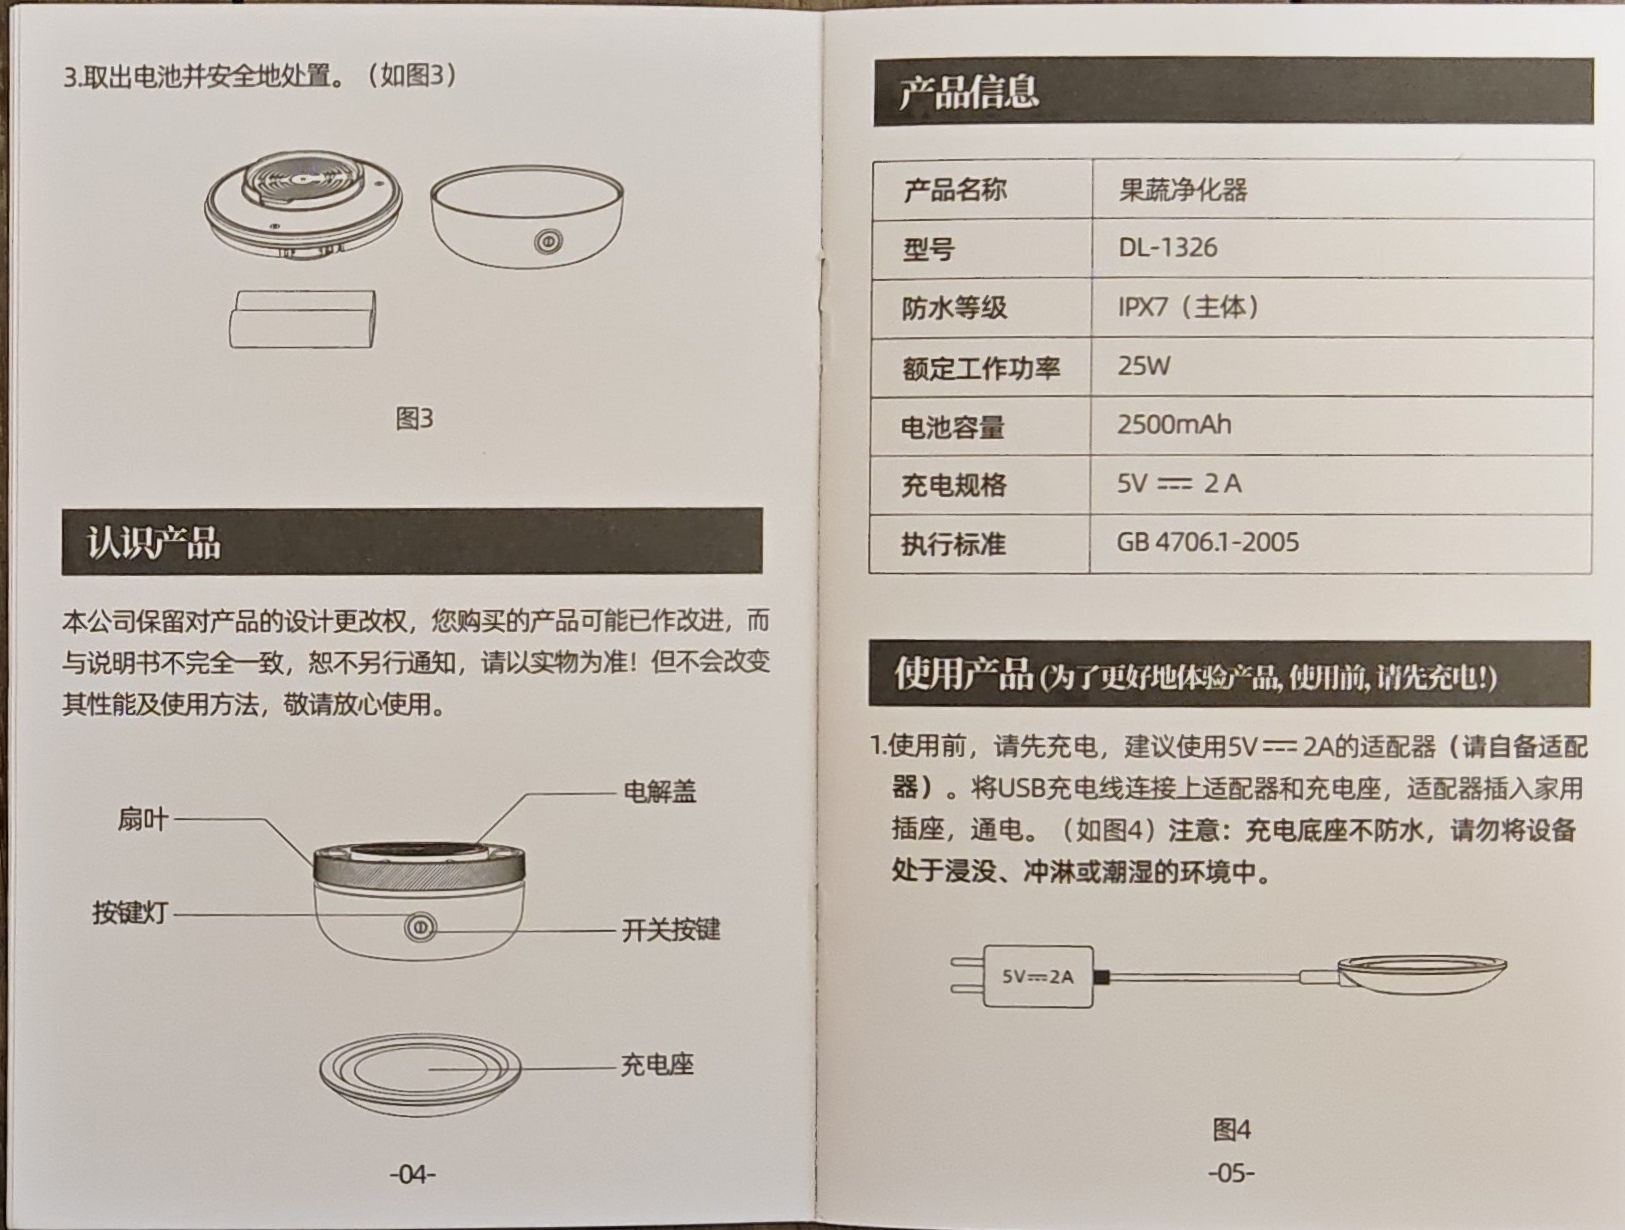 3.取出电池并安全地处置。（如图3）
图3
认识产品
本公司保留对产品的设计更改权，您购买的产品可能已作改进，而
与说明书不完全一致，恕不另行通知，请以实物为准！但不会改变
其性能及使用方法，敬请放心使用。
扇叶
电解盖
按键灯
开关按键
充电座
-04-
产品信息
产品名称 果蔬净化器
型号 DL-1326
防水等级 IPX7（主体）
额定工作功率 25W
电池容量 2500mAh
充电规格 5V ⎓ 2 A
执行标准 GB 4706.1-2005
使用产品 (为了更好地体验产品, 使用前, 请先充电!)
1.使用前，请先充电，建议使用5V⎓2A的适配器（请自备适配
器）。将USB充电线连接上适配器和充电座，适配器插入家用
插座，通电。（如图4）注意：充电底座不防水，请勿将设备
处于浸没、冲淋或潮湿的环境中。
5V⎓2A
图4
-05-